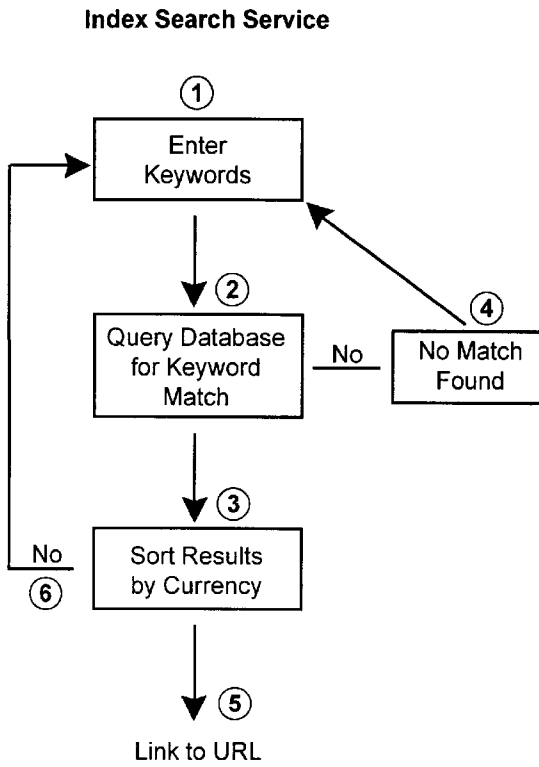 Index Search Service
1
Enter
Keywords
2
Query Database
for Keyword
Match
No
4
No Match
Found
3
Sort Results
by Currency
No
6
5
Link to URL